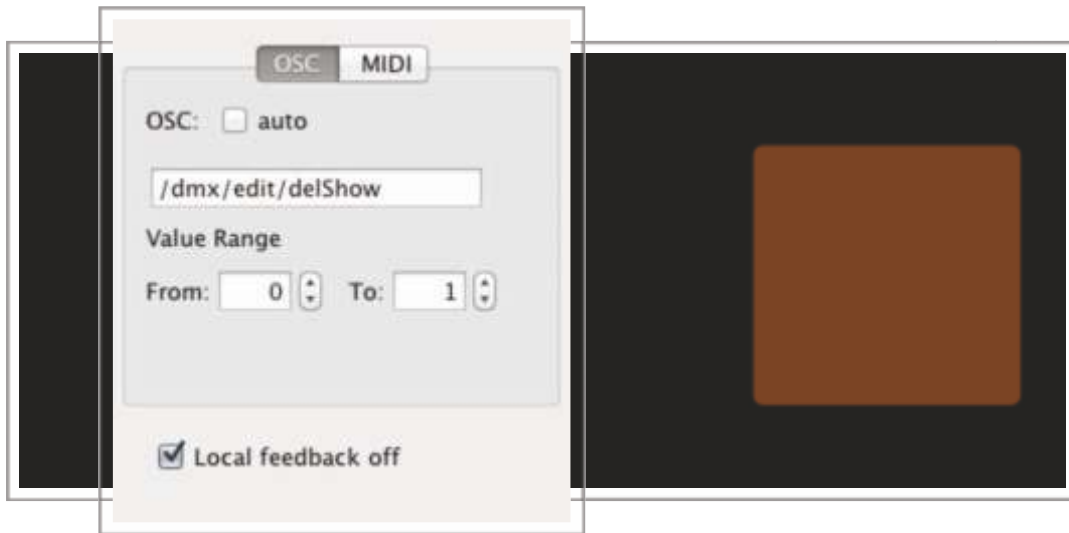 OSC MIDI
OSC: auto
/dmx/edit/delShow
Value Range
From: 0 To: 1
Local feedback off